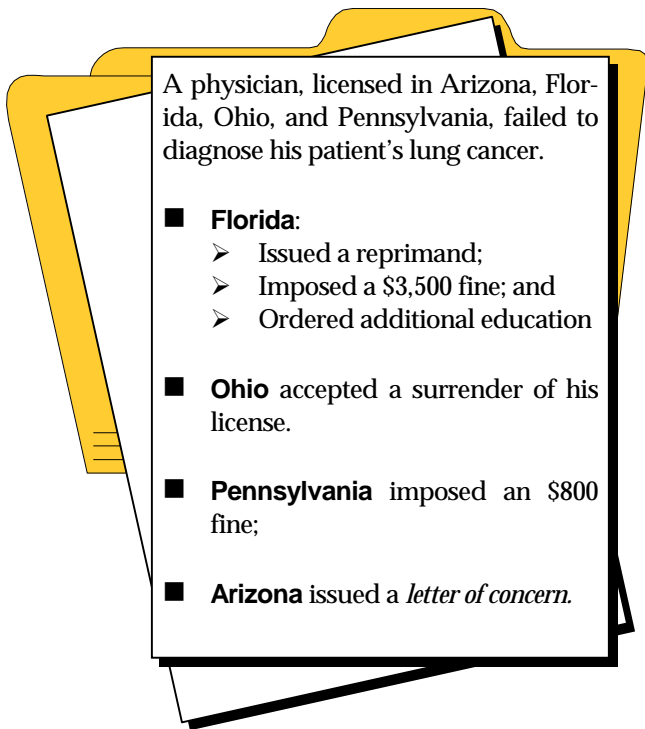 A physician, licensed in Arizona, Flor-
ida, Ohio, and Pennsylvania, failed to
diagnose his patient's lung cancer.
■ Florida:
➢ Issued a reprimand;
➢ Imposed a $3,500 fine; and
➢ Ordered additional education
■ Ohio accepted a surrender of his
license.
■ Pennsylvania imposed an $800
fine;
■ Arizona issued a letter of concern.